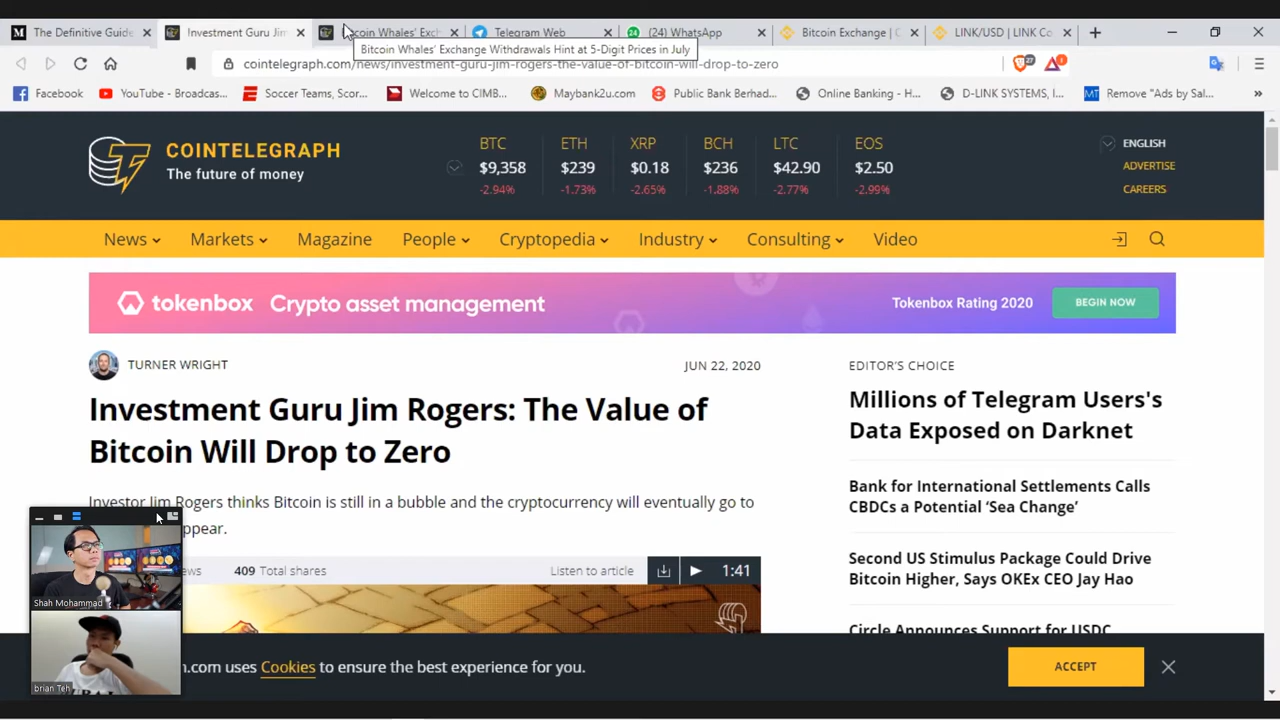 The Definitive Guide
Investment Guru Jim
coin Whales' Exch
Telegram Web
24
(24) WhatsApp
Bitcoin Exchange | C
LINK/USD | LINK Co
Bitcoin Whales' Exchange Withdrawals Hint at 5-Digit Prices in July
cointelegraph.com/news/investment-guru-jim-rogers-the-value-of-bitcoin-will-drop-to-zero
27
1
Facebook
YouTube - Broadcas...
Soccer Teams, Scor...
Welcome to CIMB...
Maybank2u.com
Public Bank Berhad...
Online Banking - H...
D-LINK SYSTEMS, I...
MT
Remove "Ads by Sal...
COINTELEGRAPH
The future of money
BTC ETH XRP BCH LTC EOS
$9,358 $239 $0.18 $236 $42.90 $2.50
-2.94% -1.73% -2.65% -1.88% -2.77% -2.99%
ENGLISH
ADVERTISE
CAREERS
News Markets Magazine People Cryptopedia Industry Consulting Video
tokenbox Crypto asset management
Tokenbox Rating 2020
BEGIN NOW
TURNER WRIGHT
JUN 22, 2020
Investment Guru Jim Rogers: The Value of
Bitcoin Will Drop to Zero
Investor Jim Rogers thinks Bitcoin is still in a bubble and the cryptocurrency will eventually go to
ppear.
ews 409 Total shares
Listen to article
1:41
EDITOR'S CHOICE
Millions of Telegram Users's
Data Exposed on Darknet
Bank for International Settlements Calls
CBDCs a Potential ‘Sea Change’
Second US Stimulus Package Could Drive
Bitcoin Higher, Says OKEx CEO Jay Hao
Circle Announces Support for USDC
Shah Mohammad
brian Teh
h.com uses Cookies to ensure the best experience for you.
ACCEPT